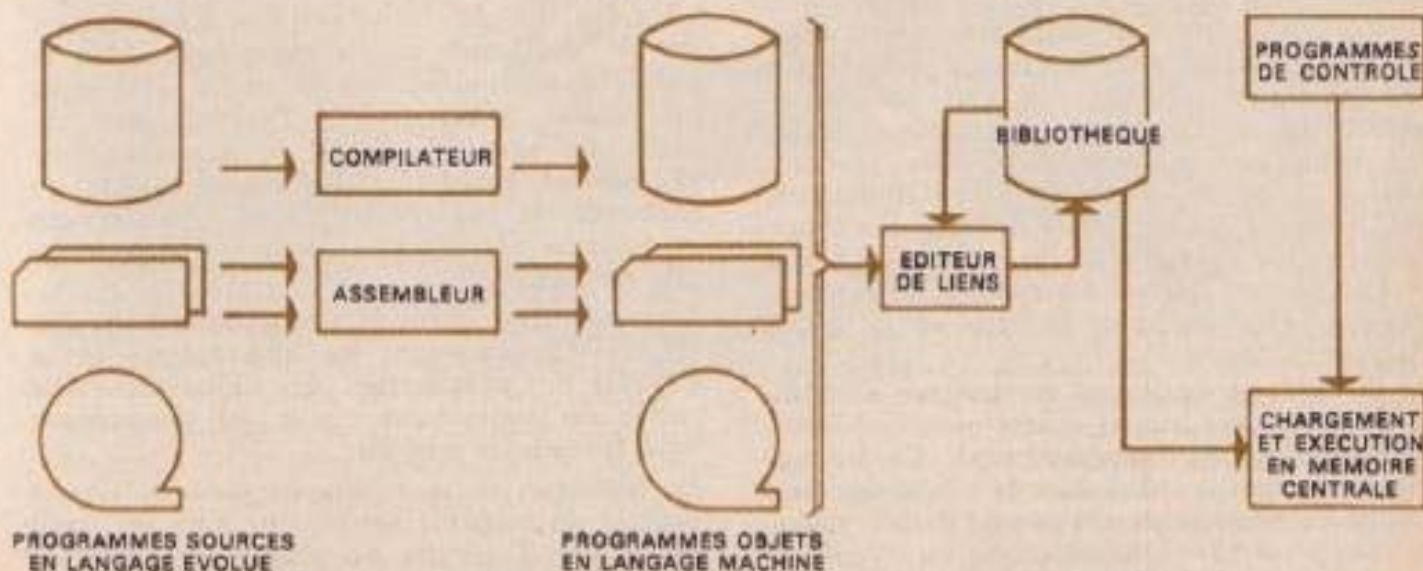 COMPILATEUR
ASSEMBLEUR
PROGRAMMES SOURCES
EN LANGAGE EVOLUE
PROGRAMMES OBJETS
EN LANGAGE MACHINE
EDITEUR
DE LIENS
BIBLIOTHEQUE
PROGRAMMES
DE CONTROLE
CHARGEMENT
ET EXECUTION
EN MEMOIRE
CENTRALE